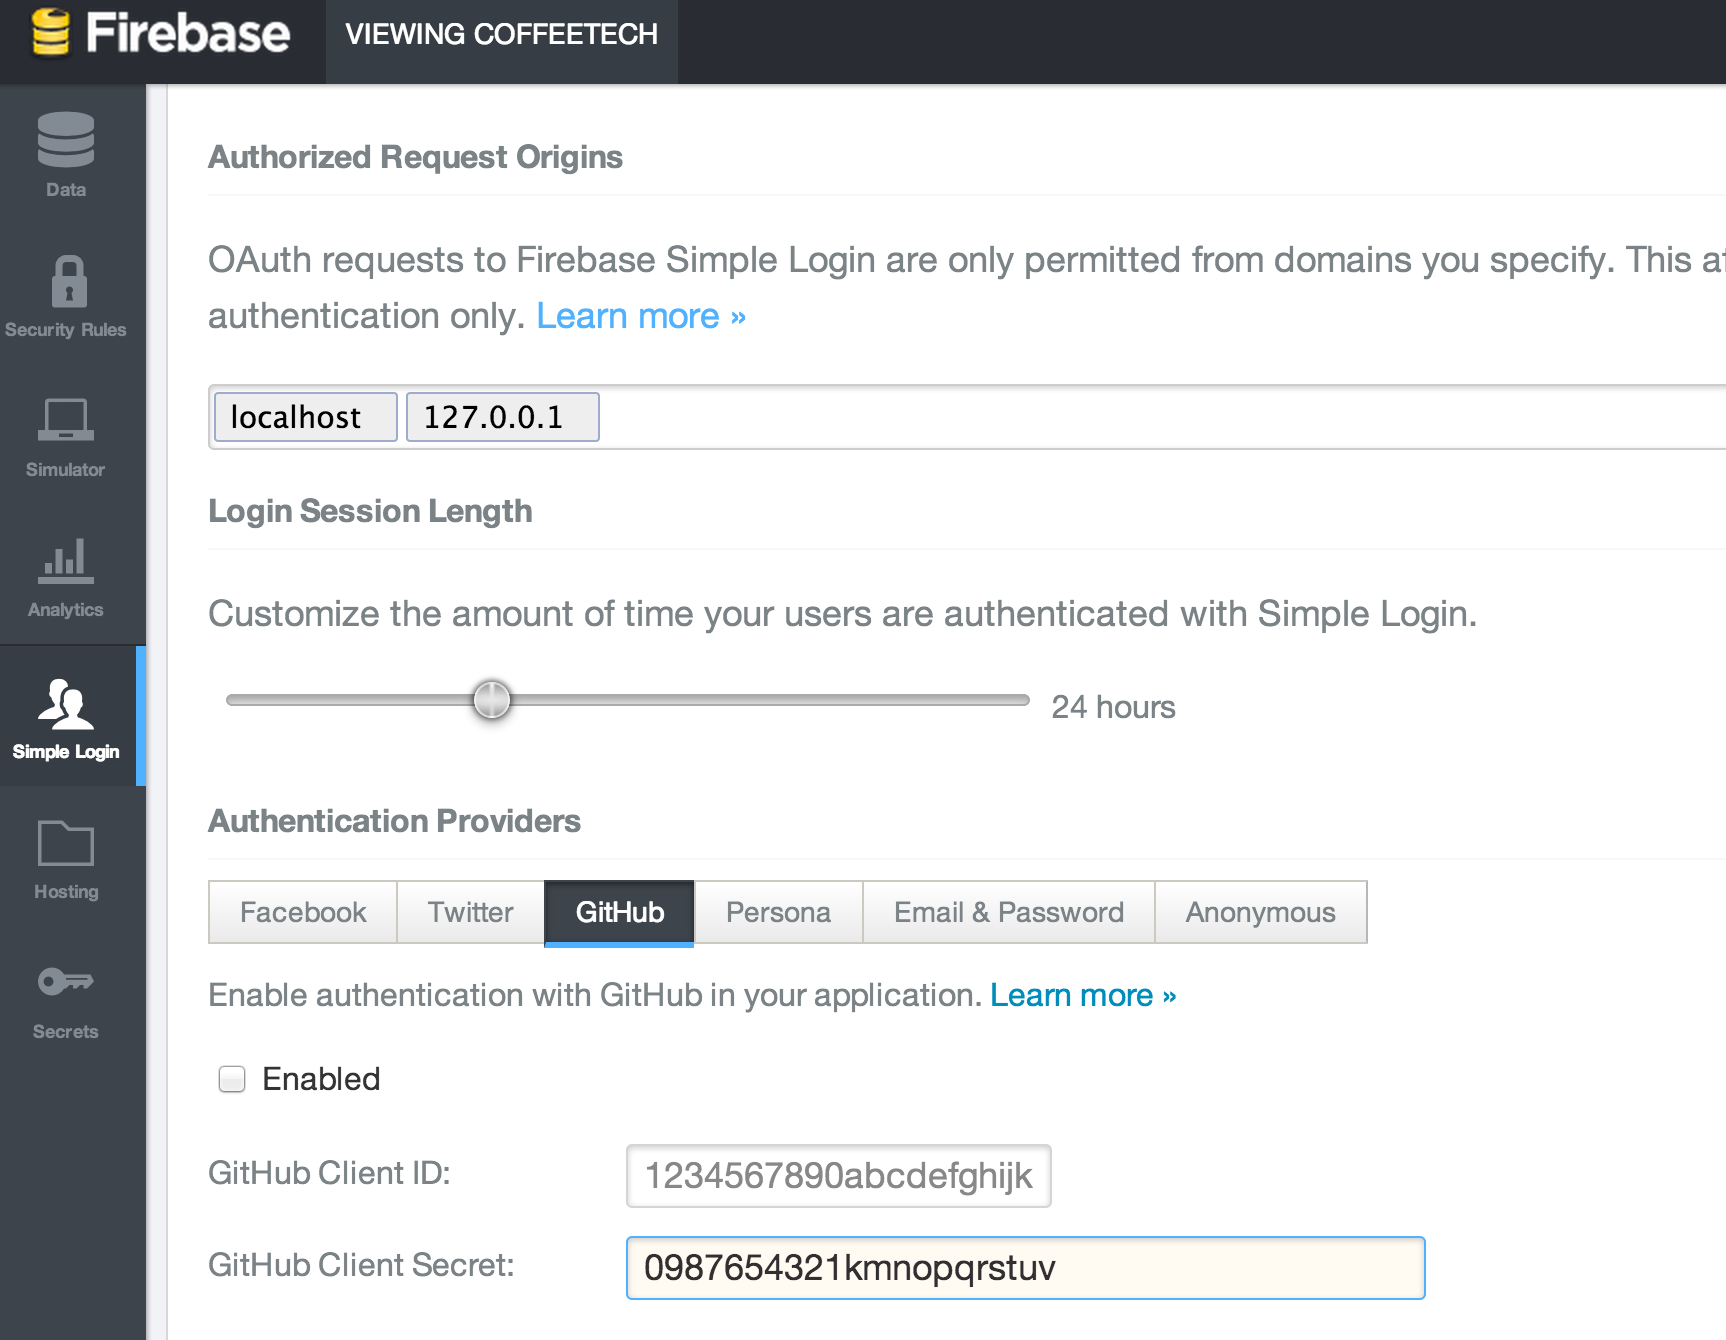 Firebase
VIEWING COFFEETECH
Data
Security Rules
Simulator
Analytics
Simple Login
Hosting
Secrets
Authorized Request Origins
OAuth requests to Firebase Simple Login are only permitted from domains you specify. This
authentication only. Learn more »
localhost 127.0.0.1
Login Session Length
Customize the amount of time your users are authenticated with Simple Login.
24 hours
Authentication Providers
Facebook Twitter GitHub Persona Email & Password Anonymous
Enable authentication with GitHub in your application. Learn more »
Enabled
GitHub Client ID: 1234567890abcdefghijk
GitHub Client Secret: 0987654321kmnopqrstuv